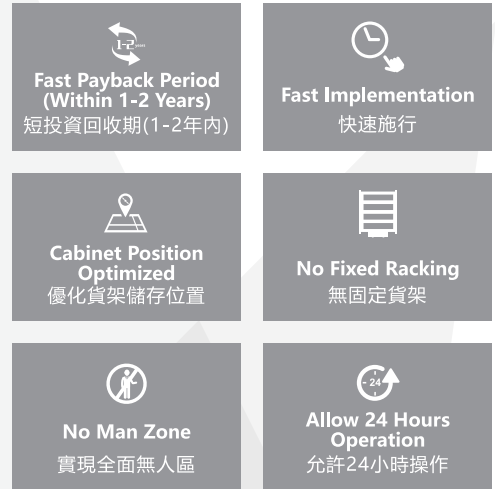 1-2 years
Fast Payback Period
(Within 1-2 Years)
短投資回收期(1-2年內)
Fast Implementation
快速施行
Cabinet Position
Optimized
優化貨架儲存位置
No Fixed Racking
無固定貨架
No Man Zone
實現全面無人區
24
Allow 24 Hours
Operation
允許24小時操作